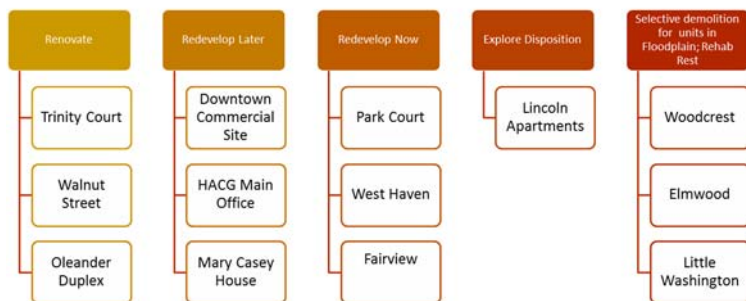 Renovate
Trinity Court
Walnut
Street
Oleander
Duplex
Redevelop Later
Downtown
Commercial
Site
HACG Main
Office
Mary Casey
House
Redevelop Now
Park Court
West Haven
Fairview
Explore Disposition
Lincoln
Apartments
Selective demolition
for units in
Floodplain; Rehab
Rest
Woodcrest
Elmwood
Little
Washington